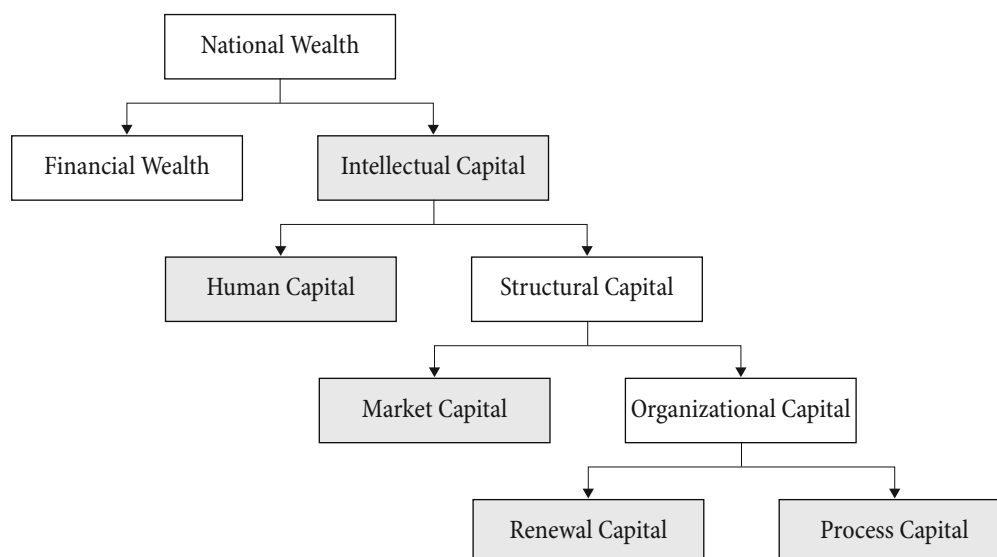 National Wealth
Financial Wealth
Intellectual Capital
Human Capital
Structural Capital
Market Capital
Organizational Capital
Renewal Capital
Process Capital